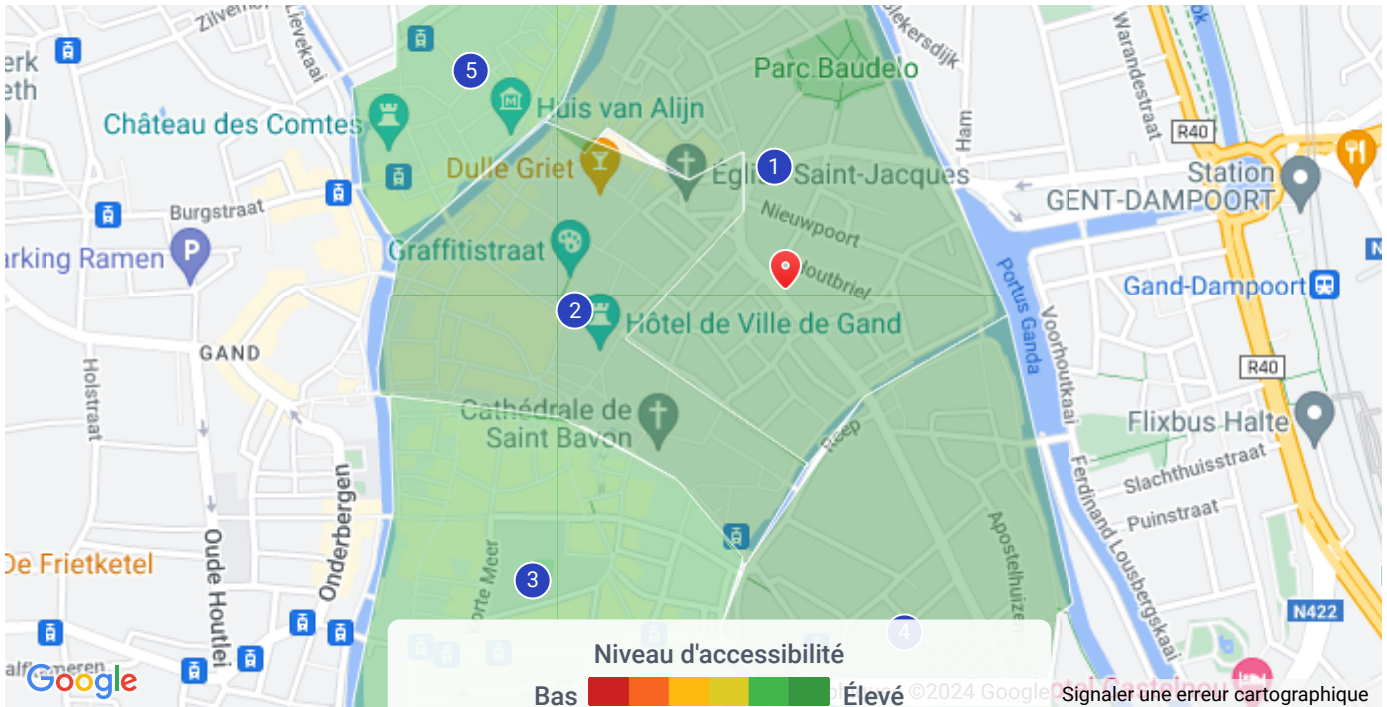 Zilverhof
Lievekaai
Blekersdijk
Warandestraat
erk
eth
5
Parc Baudelo
Huis van Alijn
Château des Comtes
Ham
R40
Dulle Griet
1
Église Saint-Jacques
Station
GENT-DAMPOORT
Burgstraat
Nieuwpoort
N
Graffitistraat
arking Ramen
P
Houtbriel
Portus Ganda
Gand-Dampoort
2
Hôtel de Ville de Gand
Voorhoutkaai
GAND
Holstraat
R40
Cathédrale de
Saint Bavon
Reep
Flixbus Halte
Slachthuisstraat
Ferdinand Lousbergskaai
Puinstraat
Onderbergen
Oude Houtlei
De Frietketel
Korte Meer
3
Apostelhuizen
N422
4
alffameren
Niveau d'accessibilité
Google
Bas
Élevé
©2024 Google
Signaler une erreur cartographique